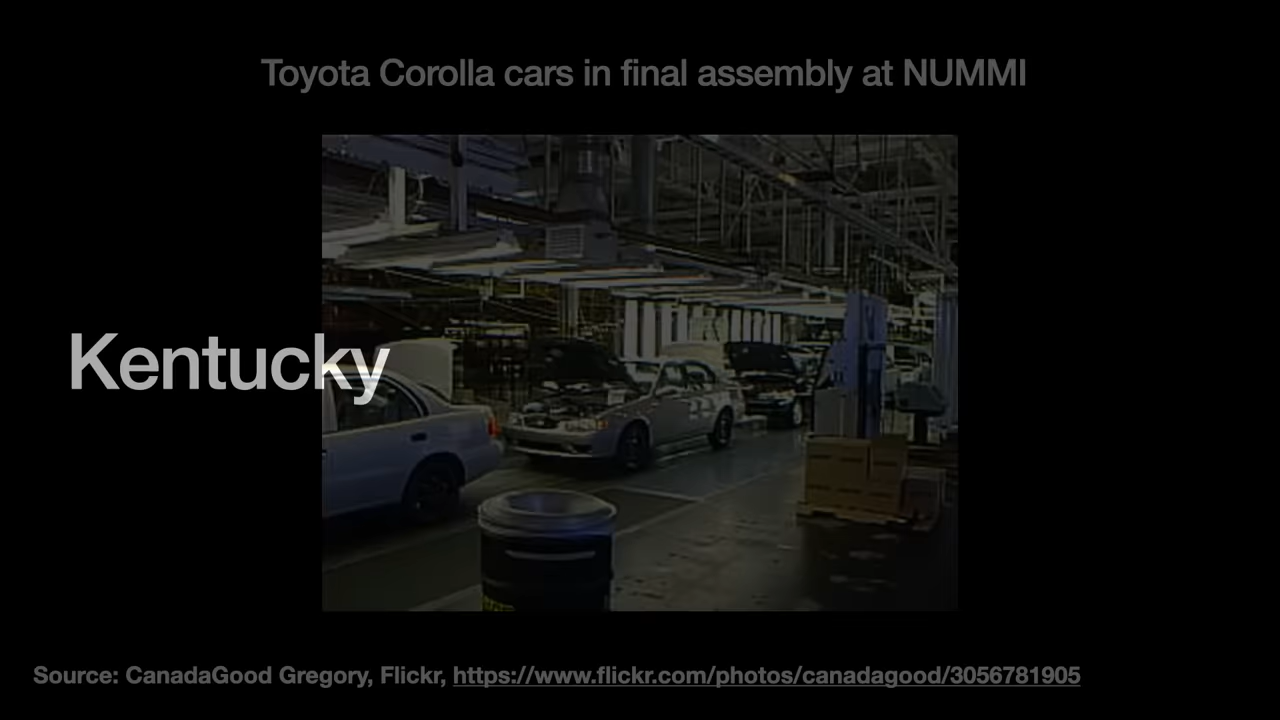 Toyota Corolla cars in final assembly at NUMMI
Kentucky
Source: CanadaGood Gregory, Flickr, https://www.flickr.com/photos/canadagood/3056781905